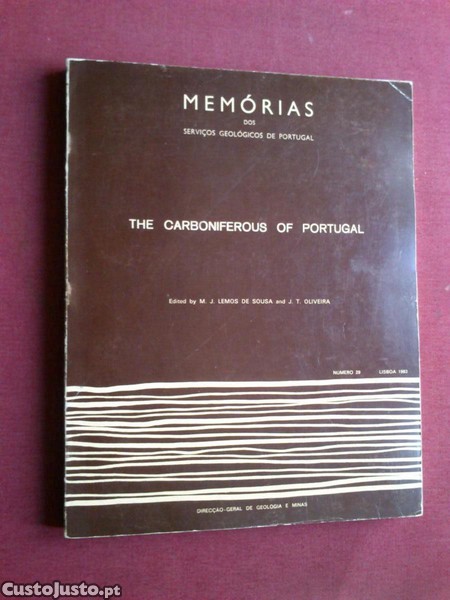 MEMÓRIAS
DOS
SERVIÇOS GEOLÓGICOS DE PORTUGAL
THE CARBONIFEROUS OF PORTUGAL
Edited by M. J. LEMOS DE SOUSA and J. T. OLIVEIRA
NUMERO 29 LISBOA 1983
DIRECÇÃO-GERAL DE GEOLOGIA E MINAS
CustoJusto.pt